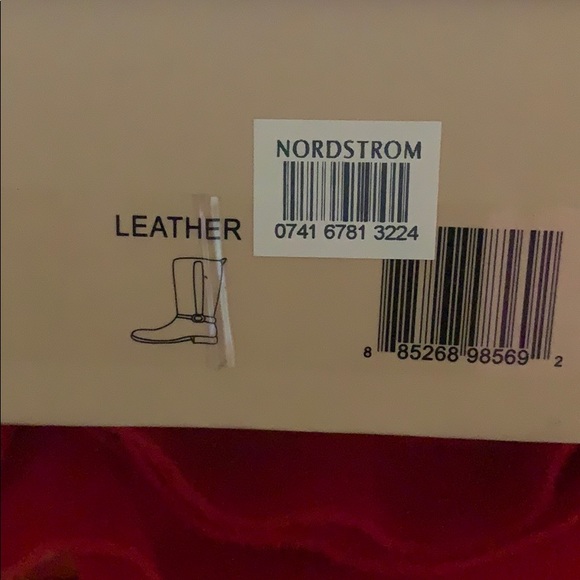 NORDSTROM
0741 6781 3224
LEATHER
8 85268 98569 2